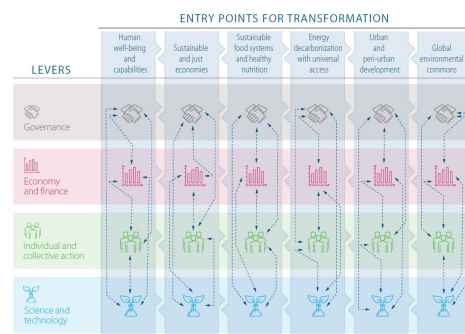 ENTRY POINTS FOR TRANSFORMATION
LEVERS
Human
well-being
and
capabilities
Sustainable
and just
economies
Sustainable
food systems
and healthy
nutrition
Energy
decarbonization
with universal
access
Urban
and
peri-urban
development
Global
environmental
commons
Governance
Economy
and finance
Individual and
collective action
Science and
technology